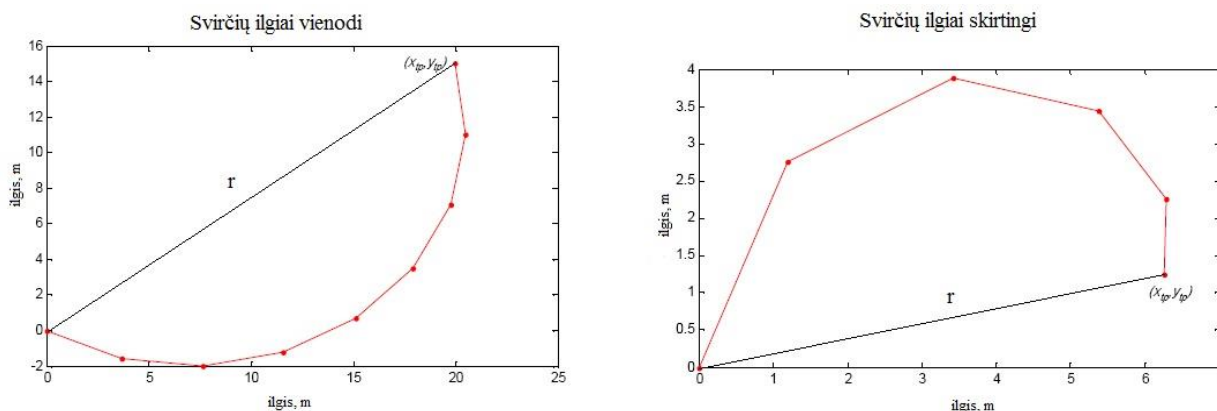 Svirčių ilgiai vienodi
16
14
12
10
8
6
4
2
0
-2
ilgis, m
(x_tp, y_tp)
r
0 5 10 15 20 25
ilgis, m
Svirčių ilgiai skirtingi
4
3.5
3
2.5
2
1.5
1
0.5
0
ilgis, m
r
(x_tp, y_tp)
0 1 2 3 4 5 6
ilgis, m